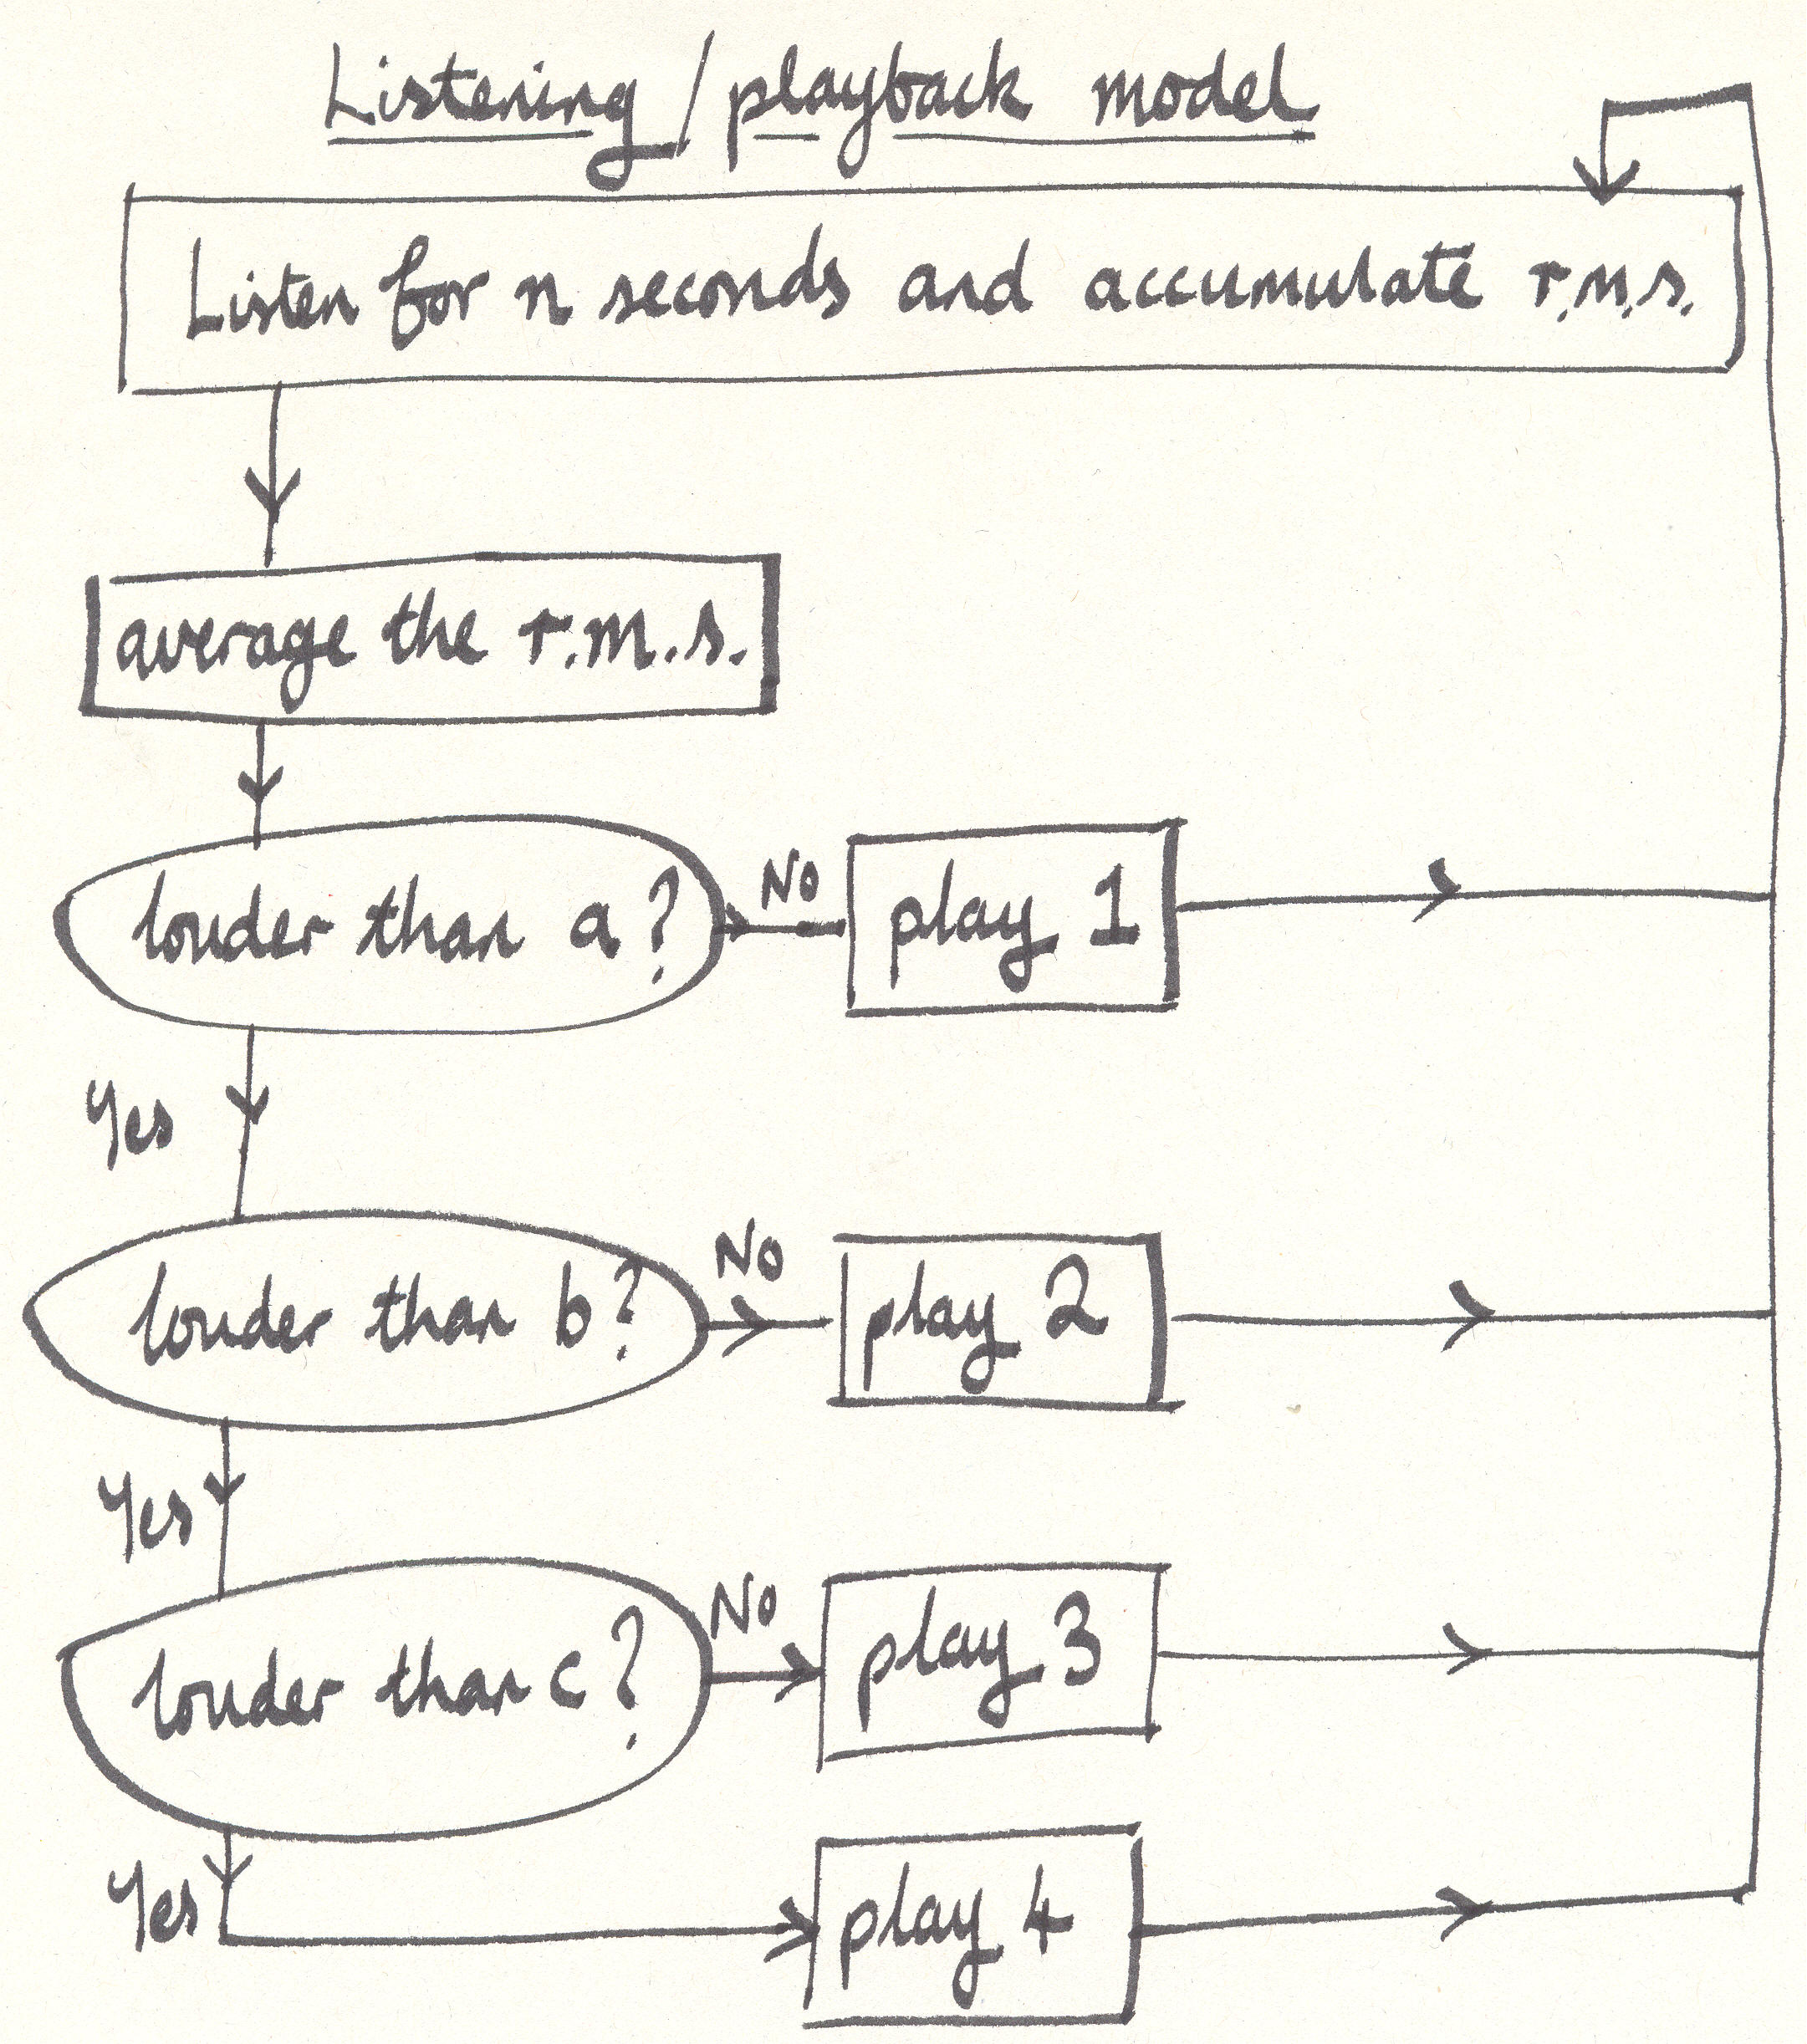 Listening/playback model
Listen for n seconds and accumulate r.m.s.
average the r.m.s.
louder than a?
No
play 1
Yes
louder than b?
No
play 2
Yes
louder than c?
No
play 3
Yes
play 4